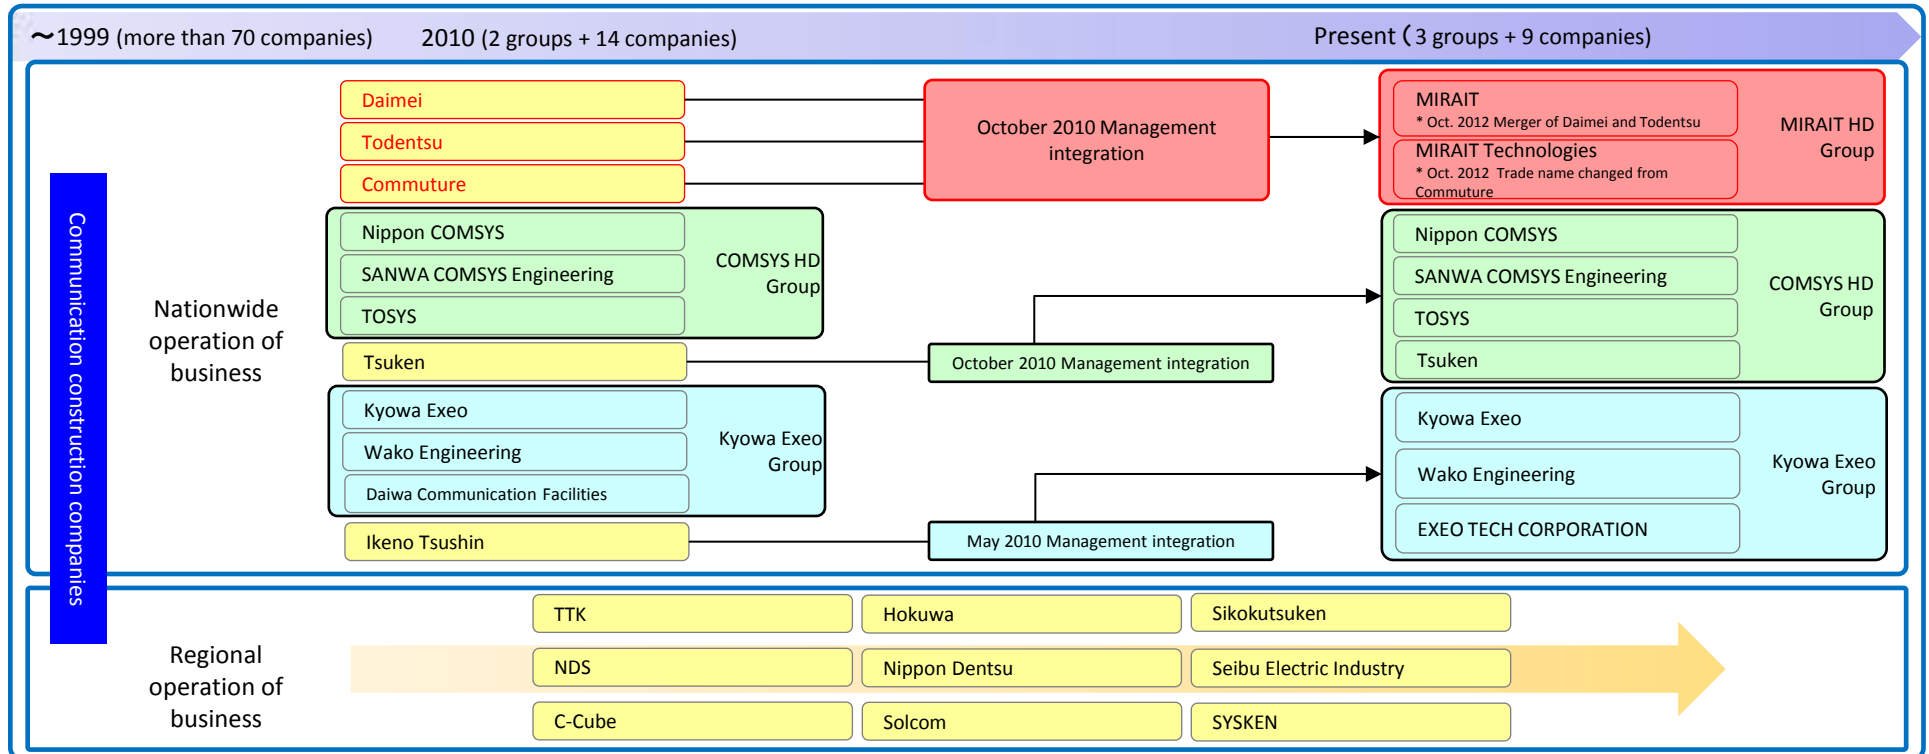 ～1999 (more than 70 companies)
2010 (2 groups + 14 companies)
Present ( 3 groups + 9 companies)
Communication construction companies
Nationwide
operation of
business
Daimei
Todentsu
Commuture
October 2010 Management
integration
MIRAIT
* Oct. 2012 Merger of Daimei and Todentsu
MIRAIT Technologies
* Oct. 2012 Trade name changed from
Commuture
MIRAIT HD
Group
Nippon COMSYS
SANWA COMSYS Engineering
TOSYS
COMSYS HD
Group
Tsuken
October 2010 Management integration
Nippon COMSYS
SANWA COMSYS Engineering
TOSYS
Tsuken
COMSYS HD
Group
Kyowa Exeo
Wako Engineering
Daiwa Communication Facilities
Kyowa Exeo
Group
Ikeno Tsushin
May 2010 Management integration
Kyowa Exeo
Wako Engineering
EXEO TECH CORPORATION
Kyowa Exeo
Group
Regional
operation of
business
TTK
Hokuwa
Sikokutsuken
NDS
Nippon Dentsu
Seibu Electric Industry
C-Cube
Solcom
SYSKEN